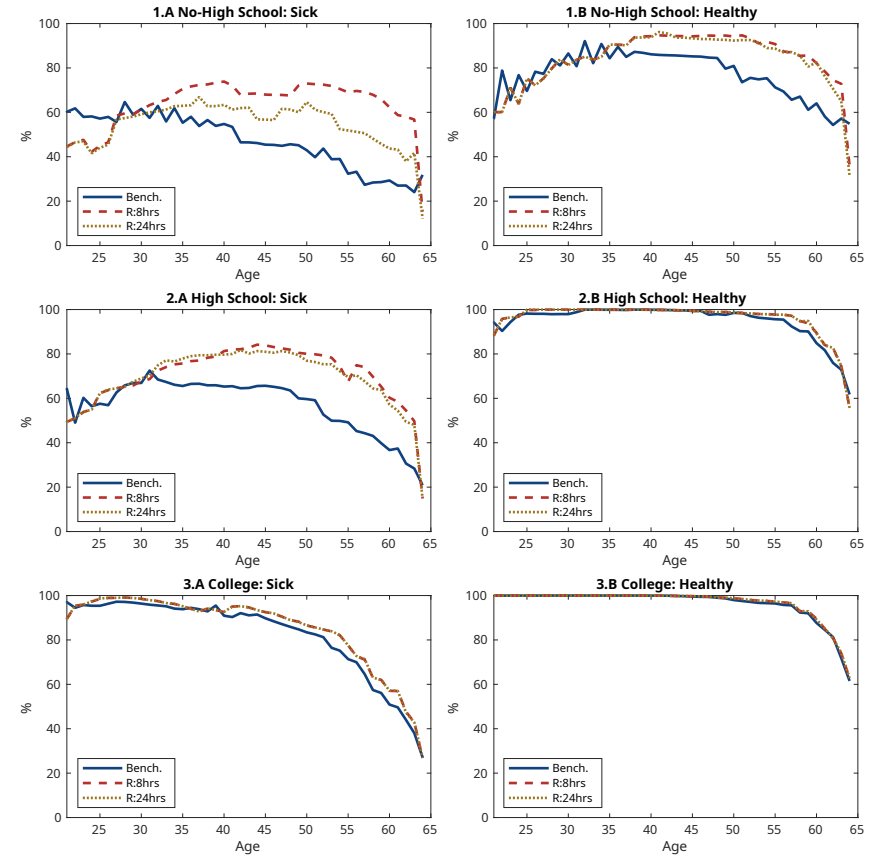 1.A No-High School: Sick
100
80
60
40
20
0
%
25 30 35 40 45 50 55 60 65
Age
Bench.
R:8hrs
R:24hrs
1.B No-High School: Healthy
100
80
60
40
20
0
%
25 30 35 40 45 50 55 60 65
Age
Bench.
R:8hrs
R:24hrs
2.A High School: Sick
100
80
60
40
20
0
%
25 30 35 40 45 50 55 60 65
Age
Bench.
R:8hrs
R:24hrs
2.B High School: Healthy
100
80
60
40
20
0
%
25 30 35 40 45 50 55 60 65
Age
Bench.
R:8hrs
R:24hrs
3.A College: Sick
100
80
60
40
20
0
%
25 30 35 40 45 50 55 60 65
Age
Bench.
R:8hrs
R:24hrs
3.B College: Healthy
100
80
60
40
20
0
%
25 30 35 40 45 50 55 60 65
Age
Bench.
R:8hrs
R:24hrs